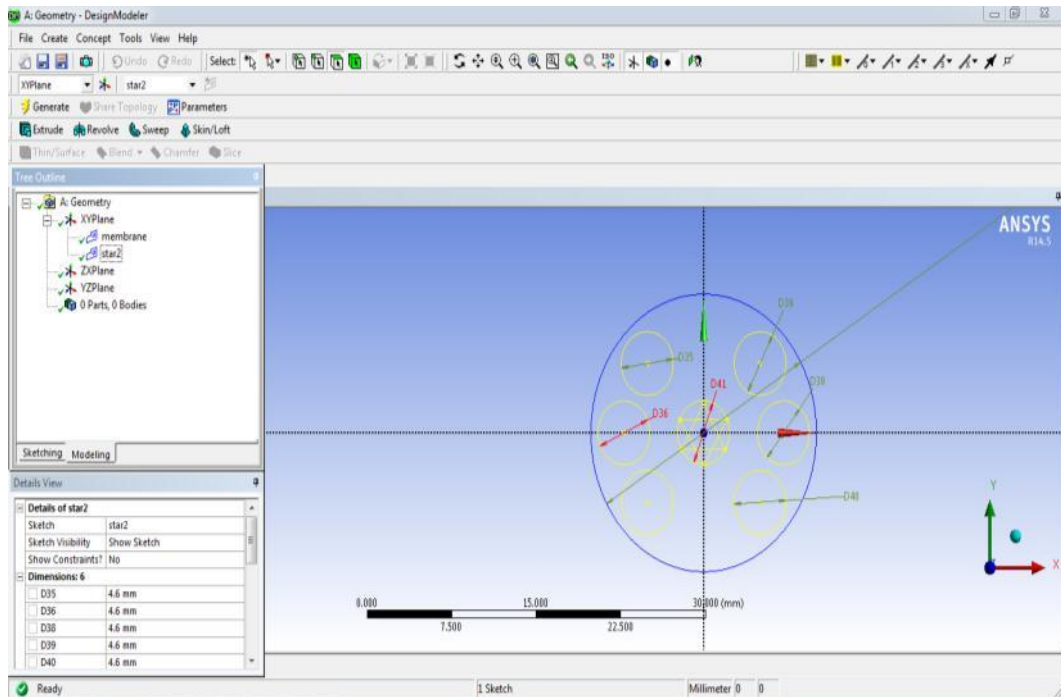 A: Geometry - DesignModeler
File Create Concept Tools View Help
Undo Redo Select: ISO
XYPlane star2
Generate Share Topology Parameters
Extrude Revolve Sweep Skin/Loft
Thin/Surface Blend Chamfer Slice
Tree Outline
A: Geometry
XYPlane
membrane
star2
ZXPlane
YZPlane
0 Parts, 0 Bodies
Sketching Modeling
Details View
Details of star2
Sketch star2
Sketch Visibility Show Sketch
Show Constraints? No
Dimensions: 6
D35 4.6 mm
D36 4.6 mm
D38 4.6 mm
D39 4.6 mm
D40 4.6 mm
ANSYS
R14.5
D39
D35
D38
D41
D36
D40
Y
X
0.000 15.000 30.000 (mm)
7.500 22.500
Ready 1 Sketch Millimeter 0 0